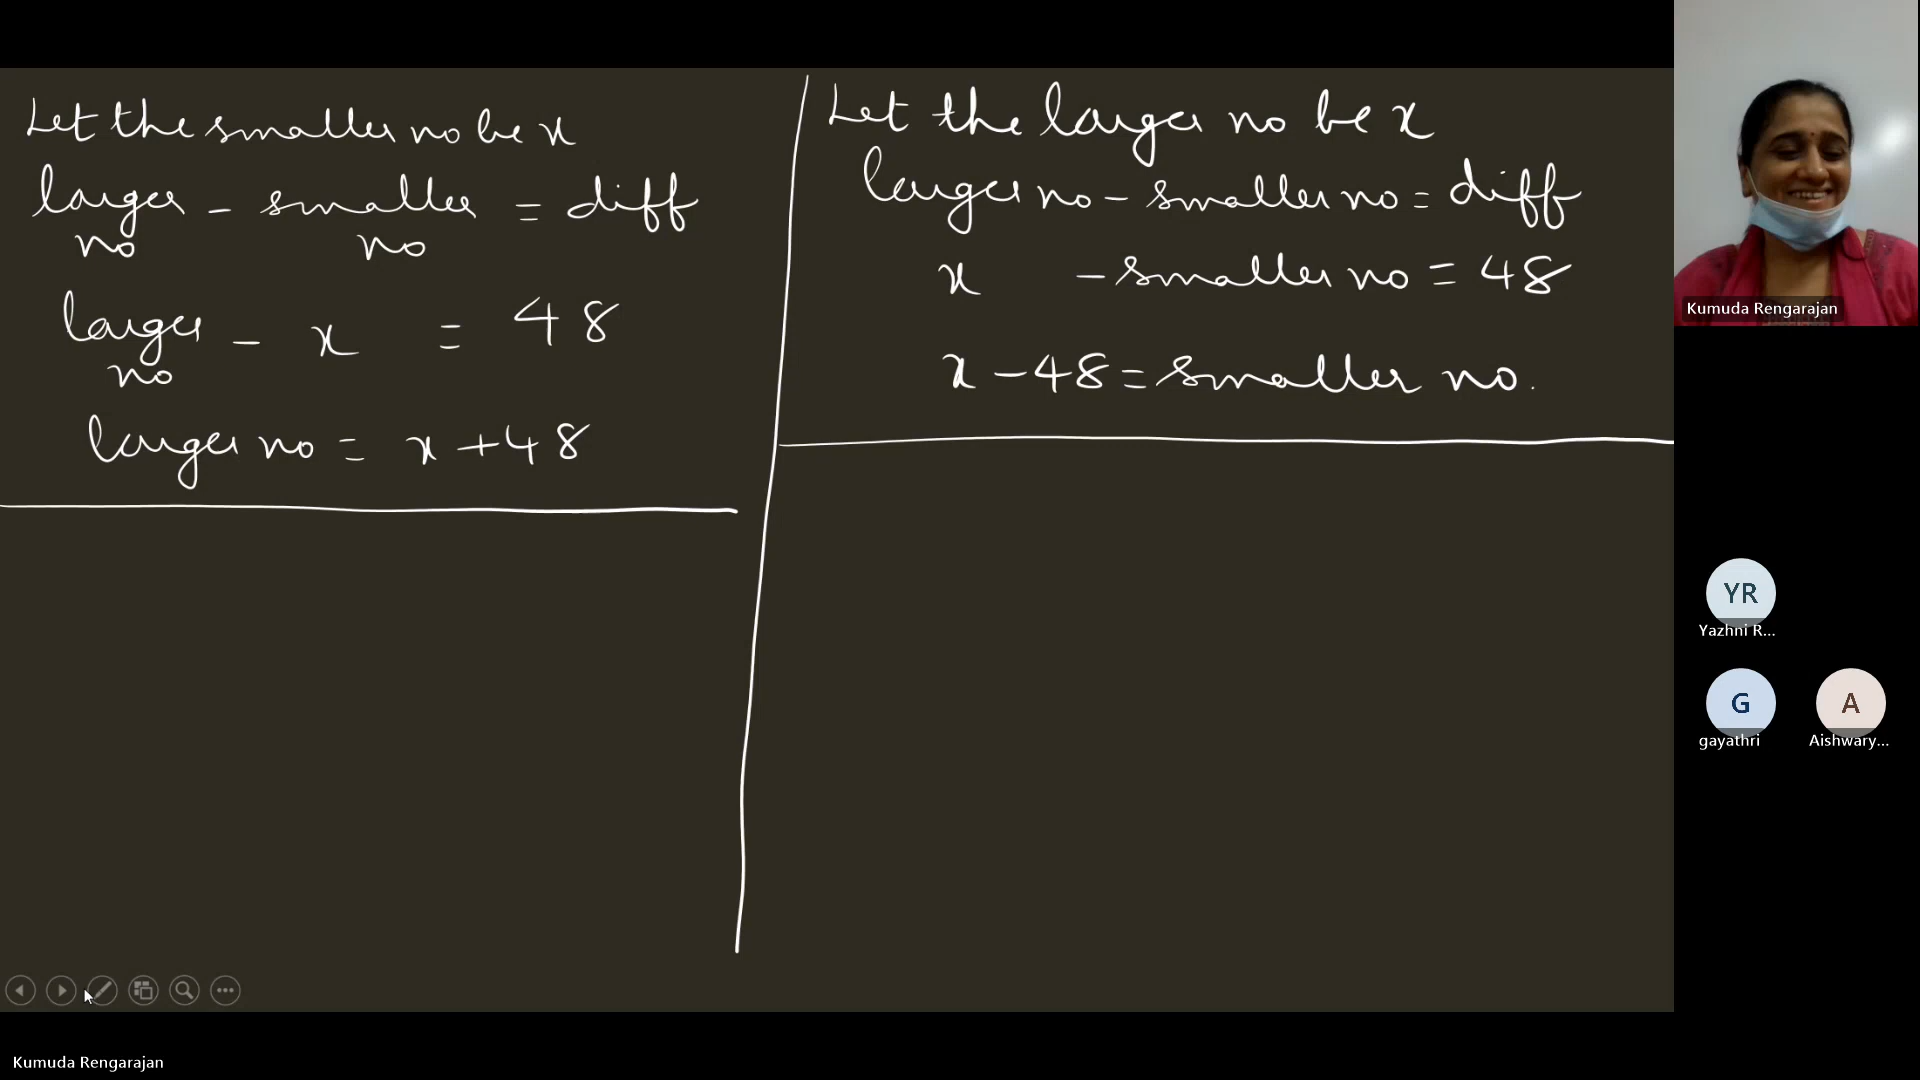 Let the smaller no be x
larger no - smaller no = diff
larger no - x = 48
larger no = x + 48
Let the larger no be x
larger no - smaller no = diff
x - smaller no = 48
x - 48 = smaller no.
Kumuda Rengarajan
YR
Yazhni R...
G
gayathri
A
Aishwary...
Kumuda Rengarajan